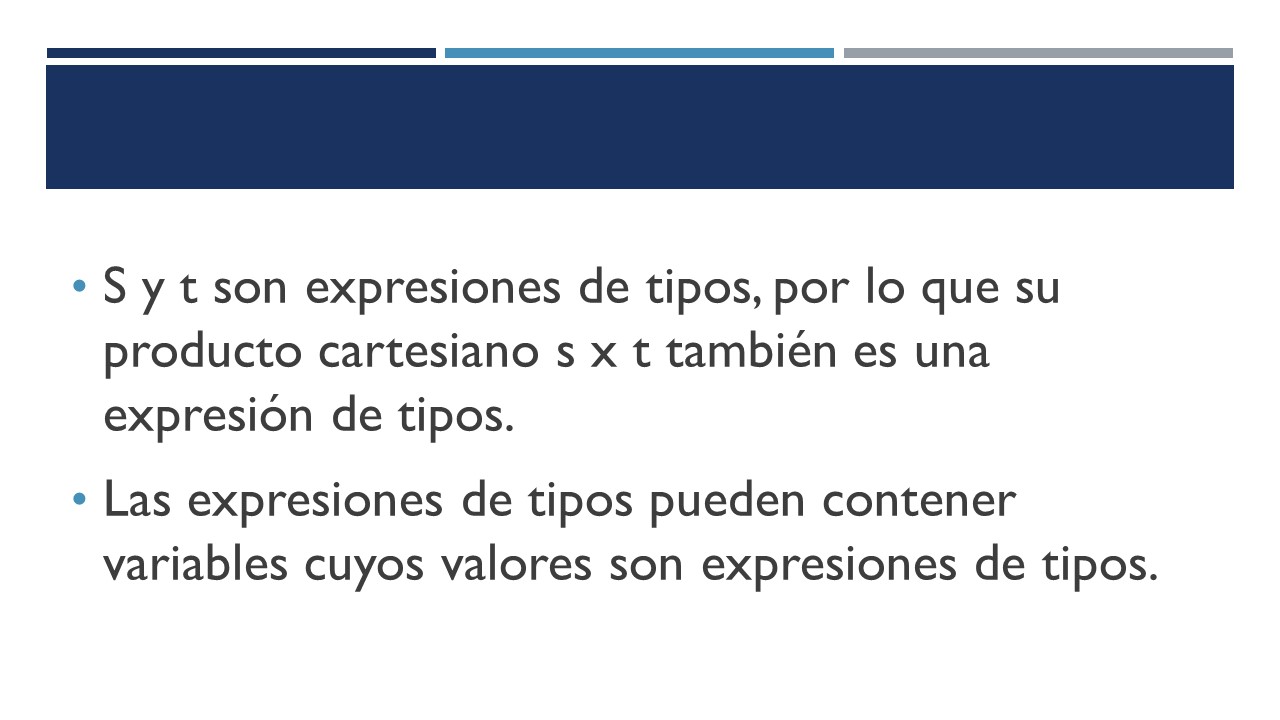 • S y t son expresiones de tipos, por lo que su
producto cartesiano s x t también es una
expresión de tipos.
• Las expresiones de tipos pueden contener
variables cuyos valores son expresiones de tipos.